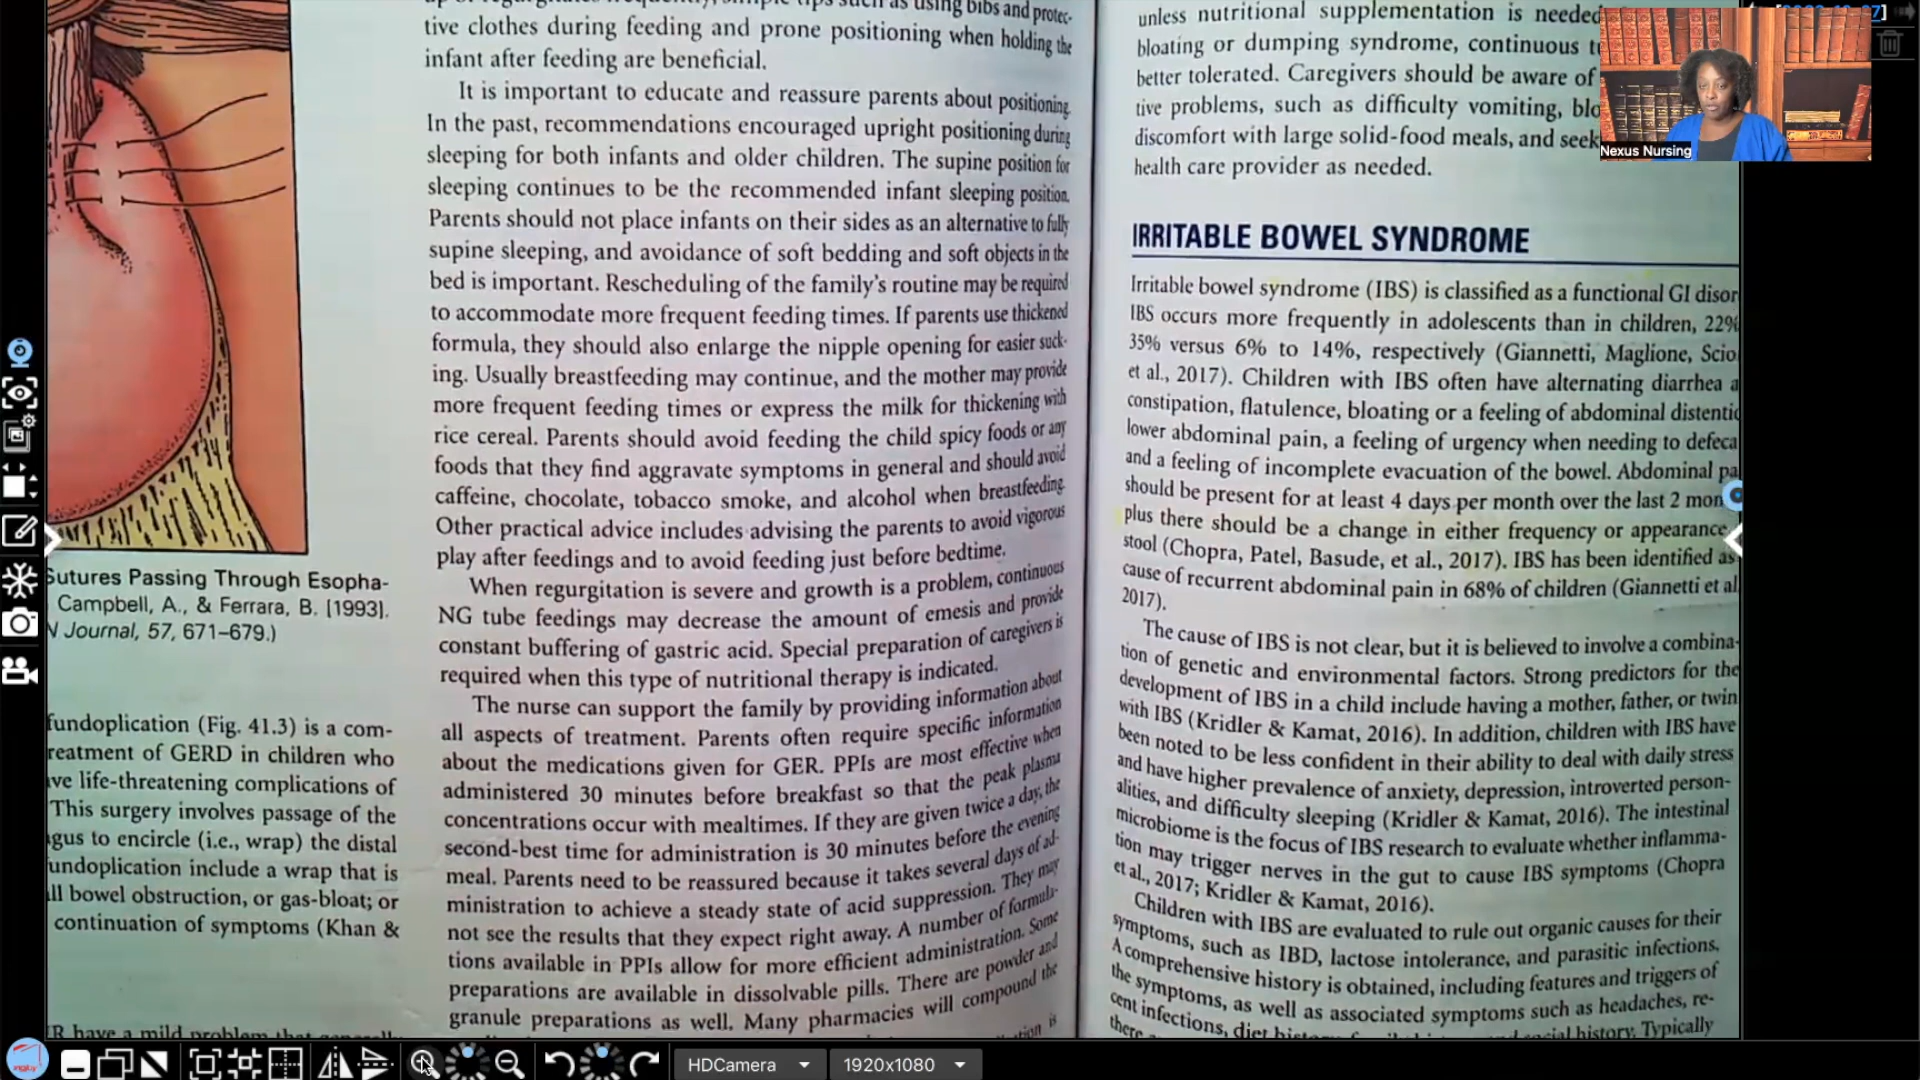 Sutures Passing Through Esopha-
Campbell, A., & Ferrara, B. [1993].
N Journal, 57, 671–679.)
fundoplication (Fig. 41.3) is a com-
reatment of GERD in children who
ve life-threatening complications of
This surgery involves passage of the
gus to encircle (i.e., wrap) the distal
undoplication include a wrap that is
ll bowel obstruction, or gas-bloat; or
continuation of symptoms (Khan &
R have a mild problem that generally
up or regurgitates frequently, simple tips such as using bibs and protec-
tive clothes during feeding and prone positioning when holding the
infant after feeding are beneficial.
It is important to educate and reassure parents about positioning.
In the past, recommendations encouraged upright positioning during
sleeping for both infants and older children. The supine position for
sleeping continues to be the recommended infant sleeping position.
Parents should not place infants on their sides as an alternative to fully
supine sleeping, and avoidance of soft bedding and soft objects in the
bed is important. Rescheduling of the family's routine may be required
to accommodate more frequent feeding times. If parents use thickened
formula, they should also enlarge the nipple opening for easier suck-
ing. Usually breastfeeding may continue, and the mother may provide
more frequent feeding times or express the milk for thickening with
rice cereal. Parents should avoid feeding the child spicy foods or any
foods that they find aggravate symptoms in general and should avoid
caffeine, chocolate, tobacco smoke, and alcohol when breastfeeding.
Other practical advice includes advising the parents to avoid vigorous
play after feedings and to avoid feeding just before bedtime.
When regurgitation is severe and growth is a problem, continuous
NG tube feedings may decrease the amount of emesis and provide
constant buffering of gastric acid. Special preparation of caregivers is
required when this type of nutritional therapy is indicated.
The nurse can support the family by providing information about
all aspects of treatment. Parents often require specific information
about the medications given for GER. PPIs are most effective when
administered 30 minutes before breakfast so that the peak plasma
concentrations occur with mealtimes. If they are given twice a day, the
second-best time for administration is 30 minutes before the evening
meal. Parents need to be reassured because it takes several days of ad-
ministration to achieve a steady state of acid suppression. They may
not see the results that they expect right away. A number of formula-
tions available in PPIs allow for more efficient administration. Some
preparations are available in dissolvable pills. There are powder and
granule preparations as well. Many pharmacies will compound the
unless nutritional supplementation is needed
bloating or dumping syndrome, continuous t
better tolerated. Caregivers should be aware of
tive problems, such as difficulty vomiting, blo
discomfort with large solid-food meals, and seek
health care provider as needed.
IRRITABLE BOWEL SYNDROME
Irritable bowel syndrome (IBS) is classified as a functional GI disor
IBS occurs more frequently in adolescents than in children, 22%
35% versus 6% to 14%, respectively (Giannetti, Maglione, Scio
et al., 2017). Children with IBS often have alternating diarrhea a
constipation, flatulence, bloating or a feeling of abdominal distentio
lower abdominal pain, a feeling of urgency when needing to defeca
and a feeling of incomplete evacuation of the bowel. Abdominal pa
should be present for at least 4 days per month over the last 2 mon
plus there should be a change in either frequency or appearance
stool (Chopra, Patel, Basude, et al., 2017). IBS has been identified as
cause of recurrent abdominal pain in 68% of children (Giannetti et al
2017).
The cause of IBS is not clear, but it is believed to involve a combina-
tion of genetic and environmental factors. Strong predictors for the
development of IBS in a child include having a mother, father, or twin
with IBS (Kridler & Kamat, 2016). In addition, children with IBS have
been noted to be less confident in their ability to deal with daily stress
and have higher prevalence of anxiety, depression, introverted person-
alities, and difficulty sleeping (Kridler & Kamat, 2016). The intestinal
microbiome is the focus of IBS research to evaluate whether inflamma-
tion may trigger nerves in the gut to cause IBS symptoms (Chopra
et al., 2017; Kridler & Kamat, 2016).
Children with IBS are evaluated to rule out organic causes for their
symptoms, such as IBD, lactose intolerance, and parasitic infections.
A comprehensive history is obtained, including features and triggers of
the symptoms, as well as associated symptoms such as headaches, re-
cent infections, diet history, family history, and social history. Typically
Nexus Nursing
HDCamera
1920x1080